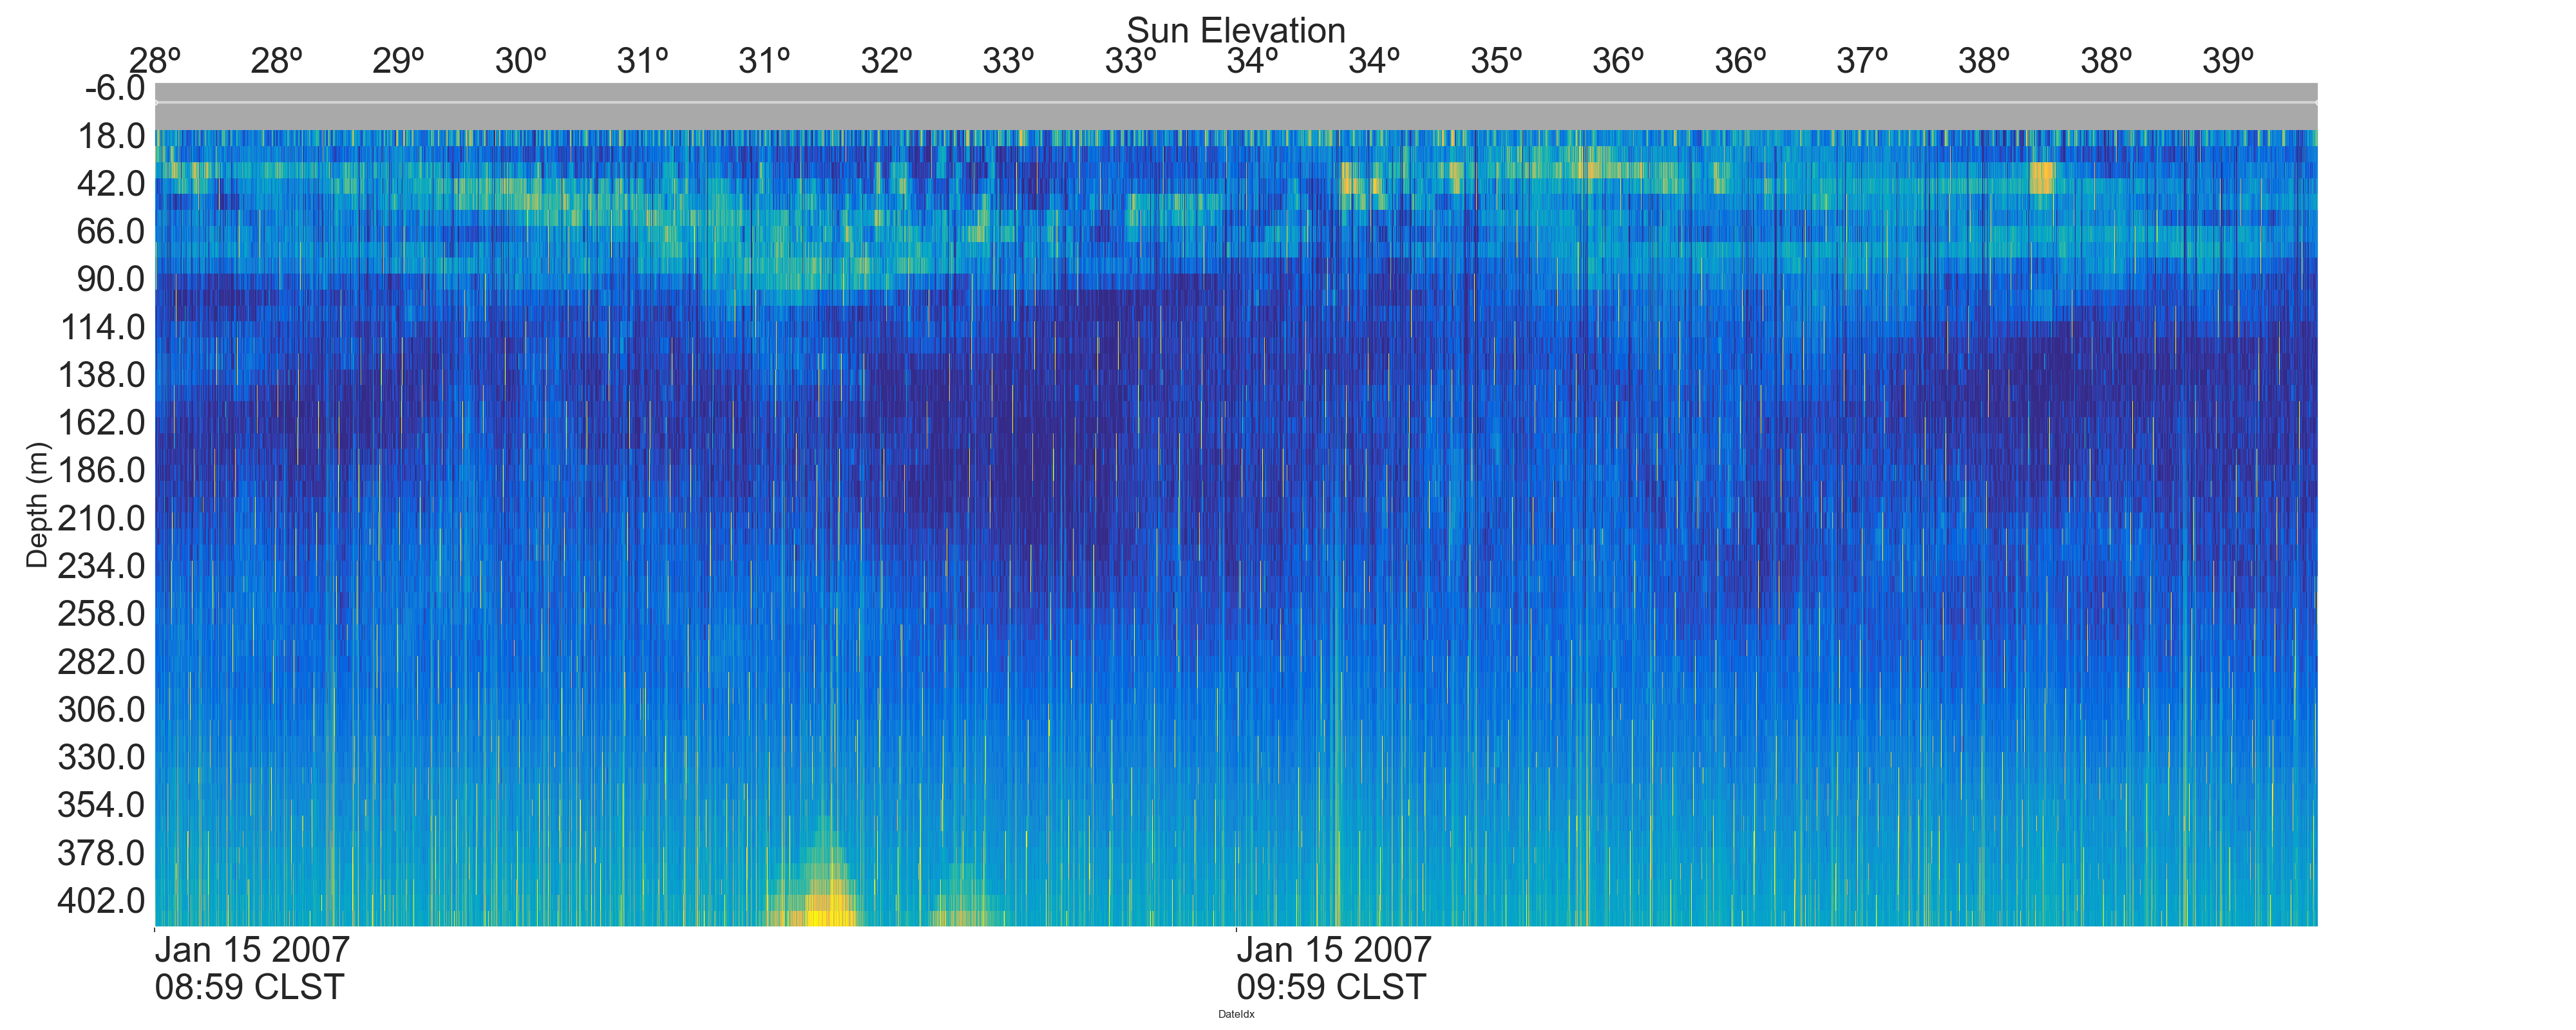 Sun Elevation
28º 28º 29º 30º 31º 31º 32º 33º 33º 34º 34º 35º 36º 36º 37º 38º 38º 39º
-6.0
18.0
42.0
66.0
90.0
114.0
138.0
162.0
186.0
210.0
234.0
258.0
282.0
306.0
330.0
354.0
378.0
402.0
Depth (m)
Jan 15 2007
08:59 CLST
Jan 15 2007
09:59 CLST
DateIdx